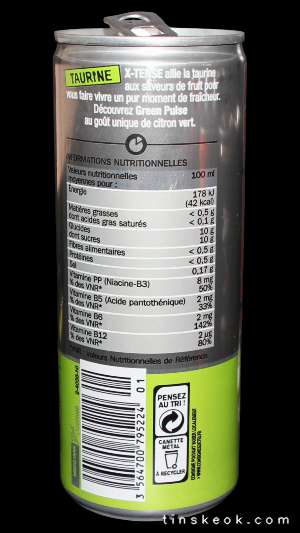 TAURINE
X-TENSE allie la taurine
aux saveurs de fruit pour
vous faire vivre un pur moment de fraîcheur.
Découvrez Green Pulse
au goût unique de citron vert.
INFORMATIONS NUTRITIONNELLES
Valeurs nutritionnelles moyennes pour : 100 ml
Energie 178 kJ
(42 kcal)
Matières grasses < 0,5 g
dont acides gras saturés < 0,1 g
Glucides 10 g
dont sucres 10 g
Fibres alimentaires < 0,5 g
Protéines < 0,5 g
Sel 0,17 g
Vitamine PP (Niacine-B3) 8 mg
% des VNR* 50%
Vitamine B5 (Acide pantothénique) 2 mg
% des VNR* 33%
Vitamine B6 2 mg
% des VNR* 142%
Vitamine B12 2 µg
% des VNR* 80%
Valeurs Nutritionnelles de Référence
PENSEZ
AU TRI !
CANETTE
MÉTAL
À RECYCLER
3 564700 795224
01
tinskeok.com